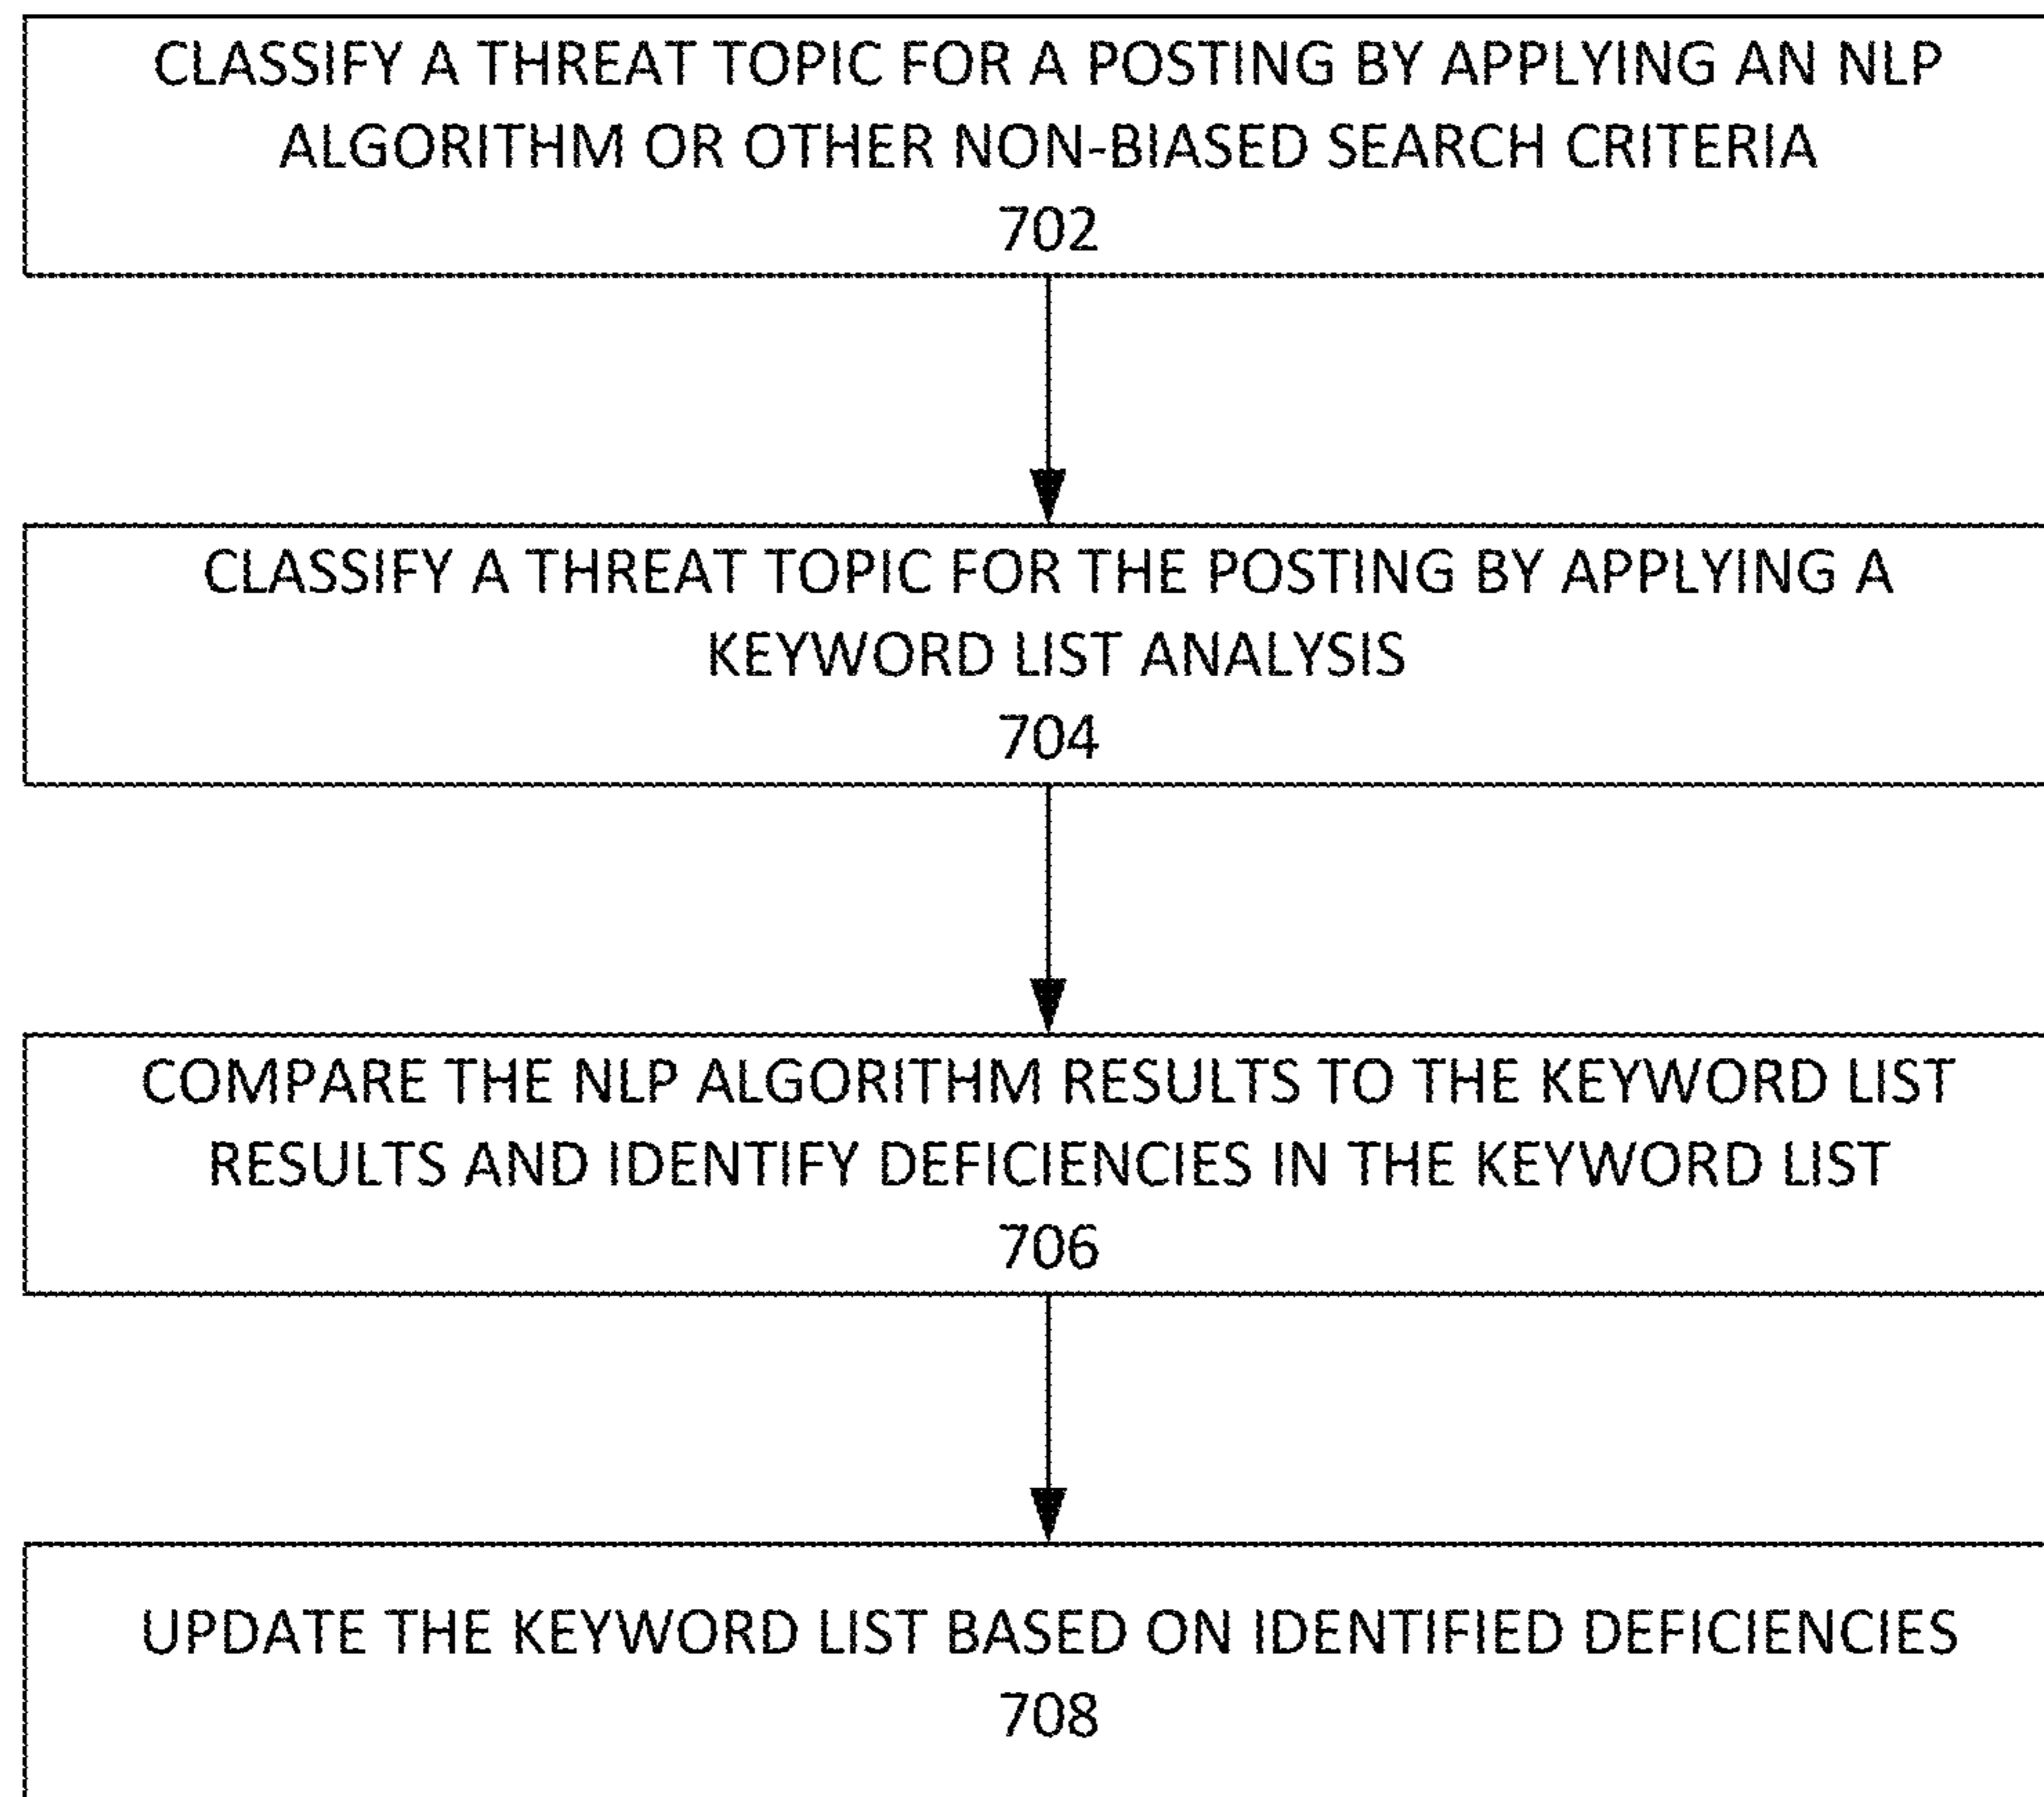 CLASSIFY A THREAT TOPIC FOR A POSTING BY APPLYING AN NLP
ALGORITHM OR OTHER NON-BIASED SEARCH CRITERIA
702
CLASSIFY A THREAT TOPIC FOR THE POSTING BY APPLYING A
KEYWORD LIST ANALYSIS
704
COMPARE THE NLP ALGORITHM RESULTS TO THE KEYWORD LIST
RESULTS AND IDENTIFY DEFICIENCIES IN THE KEYWORD LIST
706
UPDATE THE KEYWORD LIST BASED ON IDENTIFIED DEFICIENCIES
708